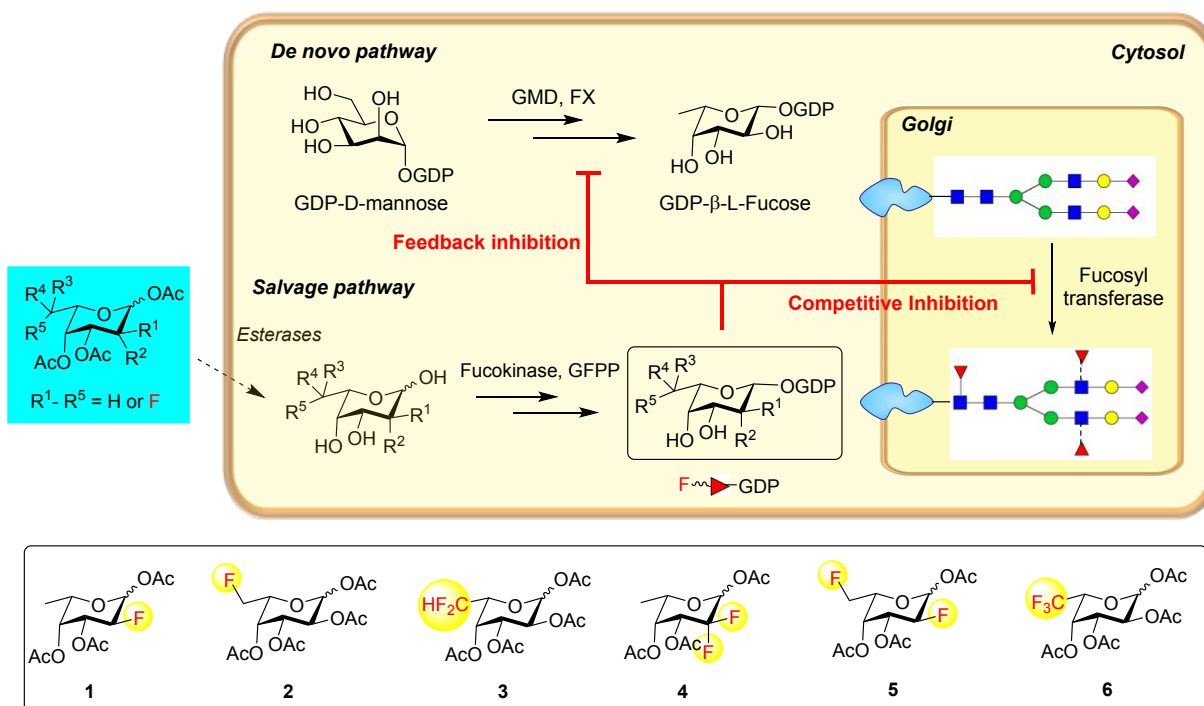 De novo pathway
Cytosol
OH
OH
HO
HO
OGDP
GDP-D-mannose
GMD, FX
O
OGDP
OH
HO
OH
GDP-β-L-Fucose
Golgi
Feedback inhibition
Competitive Inhibition
Fucosyl
transferase
R⁴ R³
O
OAc
R⁵
R¹
R²
OAc
AcO
R¹- R⁵ = H or F
Salvage pathway
Esterases
R⁴ R³
O
OH
R⁵
R¹
R²
OH
HO
Fucokinase, GFPP
R⁴ R³
O
OGDP
R⁵
R¹
R²
OH
HO
F GDP
O
OAc
F
OAc
AcO
1
F
O
OAc
OAc
OAc
AcO
2
HF₂C
O
OAc
OAc
OAc
AcO
3
O
OAc
F
OAc
F
AcO
4
F
O
OAc
F
OAc
AcO
5
F₃C
O
OAc
OAc
OAc
AcO
6